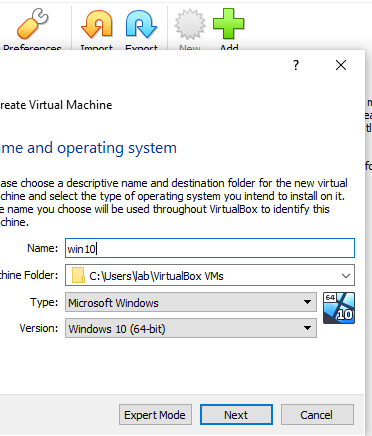 Preferences Import Export New Add
? ×
reate Virtual Machine
me and operating system
ase choose a descriptive name and destination folder for the new virtual
chine and select the type of operating system you intend to install on it.
e name you choose will be used throughout VirtualBox to identify this
chine.
Name: win10
chine Folder: C:\Users\lab\VirtualBox VMs
Type: Microsoft Windows
64
Version: Windows 10 (64-bit)
10
Expert Mode Next Cancel